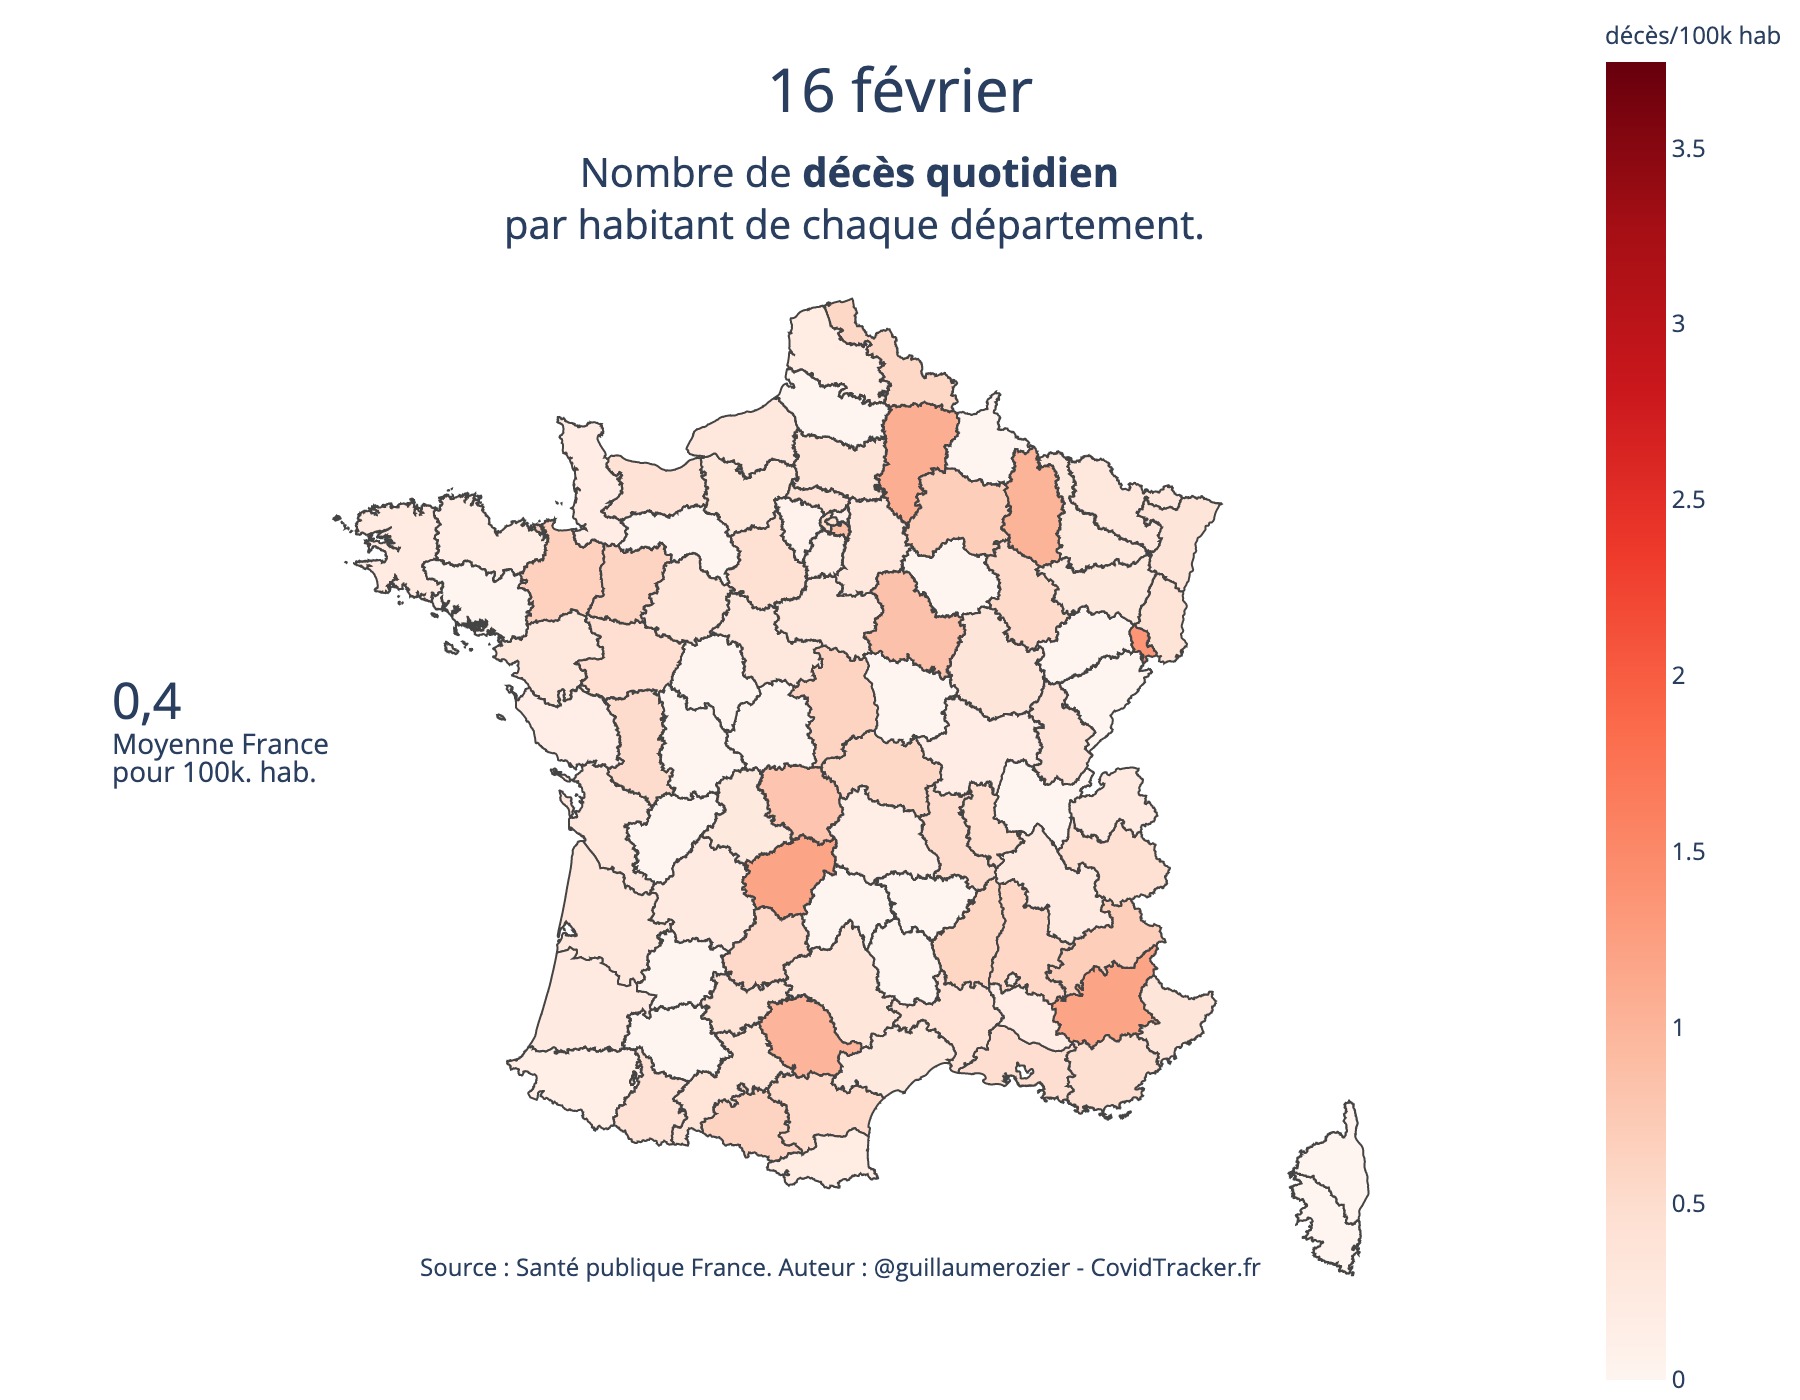 décès/100k hab
16 février
Nombre de décès quotidien
par habitant de chaque département.
3.5
3
2.5
2
1.5
1
0.5
0
0,4
Moyenne France
pour 100k. hab.
Source : Santé publique France. Auteur : @guillaumerozier - CovidTracker.fr